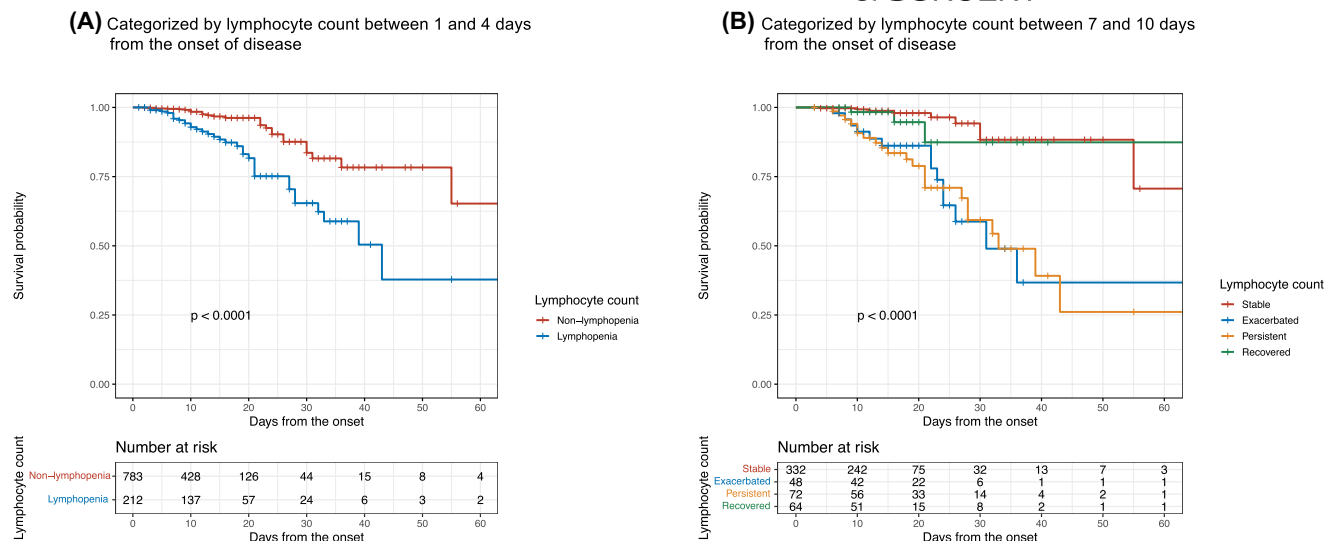 (A) Categorized by lymphocyte count between 1 and 4 days
from the onset of disease
1.00
0.75
0.50
0.25
0.00
Survival probability
p < 0.0001
0 10 20 30 40 50 60
Days from the onset
Lymphocyte count
Non−lymphopenia
Lymphopenia
Number at risk
Lymphocyte count
Non−lymphopenia 783 428 126 44 15 8 4
Lymphopenia 212 137 57 24 6 3 2
0 10 20 30 40 50 60
Days from the onset
(B) Categorized by lymphocyte count between 7 and 10 days
from the onset of disease
1.00
0.75
0.50
0.25
0.00
Survival probability
p < 0.0001
0 10 20 30 40 50 60
Days from the onset
Lymphocyte count
Stable
Exacerbated
Persistent
Recovered
Number at risk
Lymphocyte count
Stable 332 242 75 32 13 7 3
Exacerbated 48 42 22 6 1 1 1
Persistent 72 56 33 14 4 2 1
Recovered 64 51 15 8 2 1 1
0 10 20 30 40 50 60
Days from the onset